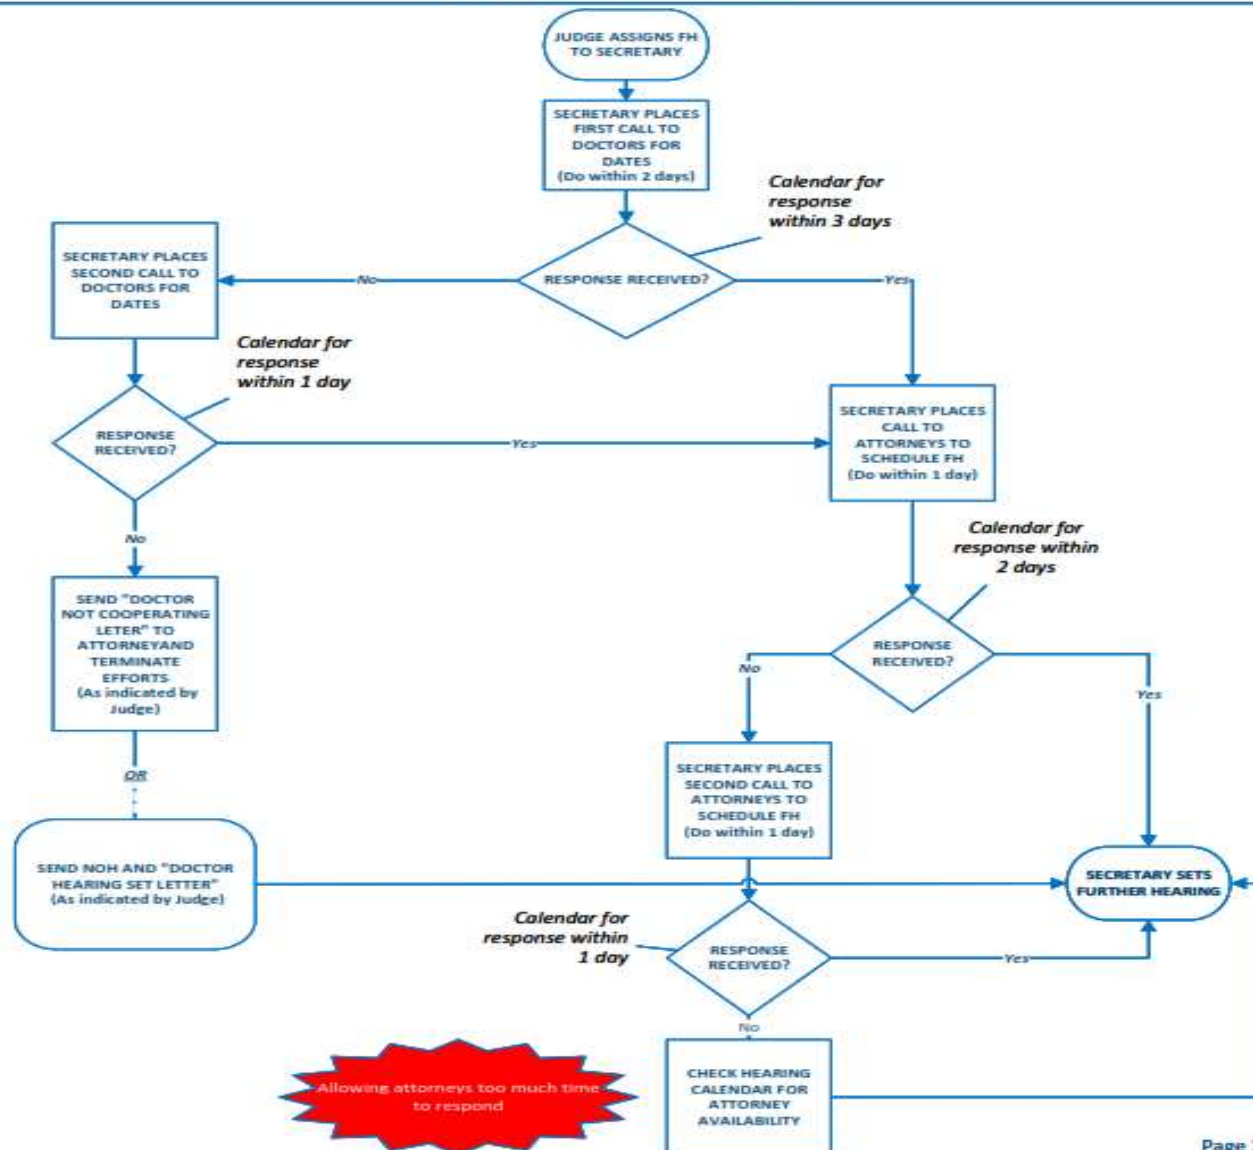 JUDGE ASSIGNS FH
TO SECRETARY
SECRETARY PLACES
FIRST CALL TO
DOCTORS FOR
DATES
(Do within 2 days)
Calendar for
response
within 3 days
RESPONSE RECEIVED?
No
Yes
SECRETARY PLACES
SECOND CALL TO
DOCTORS FOR
DATES
Calendar for
response
within 1 day
RESPONSE
RECEIVED?
Yes
SECRETARY PLACES
CALL TO
ATTORNEYS TO
SCHEDULE FH
(Do within 1 day)
No
Calendar for
response within
2 days
SEND "DOCTOR
NOT COOPERATING
LETER" TO
ATTORNEYAND
TERMINATE
EFFORTS
(As indicated by
Judge)
RESPONSE
RECEIVED?
No
Yes
OR
SECRETARY PLACES
SECOND CALL TO
ATTORNEYS TO
SCHEDULE FH
(Do within 1 day)
SEND NOH AND "DOCTOR
HEARING SET LETTER"
(As indicated by Judge)
SECRETARY SETS
FURTHER HEARING
Calendar for
response within
1 day
RESPONSE
RECEIVED?
Yes
No
Allowing attorneys too much time
to respond
CHECK HEARING
CALENDAR FOR
ATTORNEY
AVAILABILITY
Page